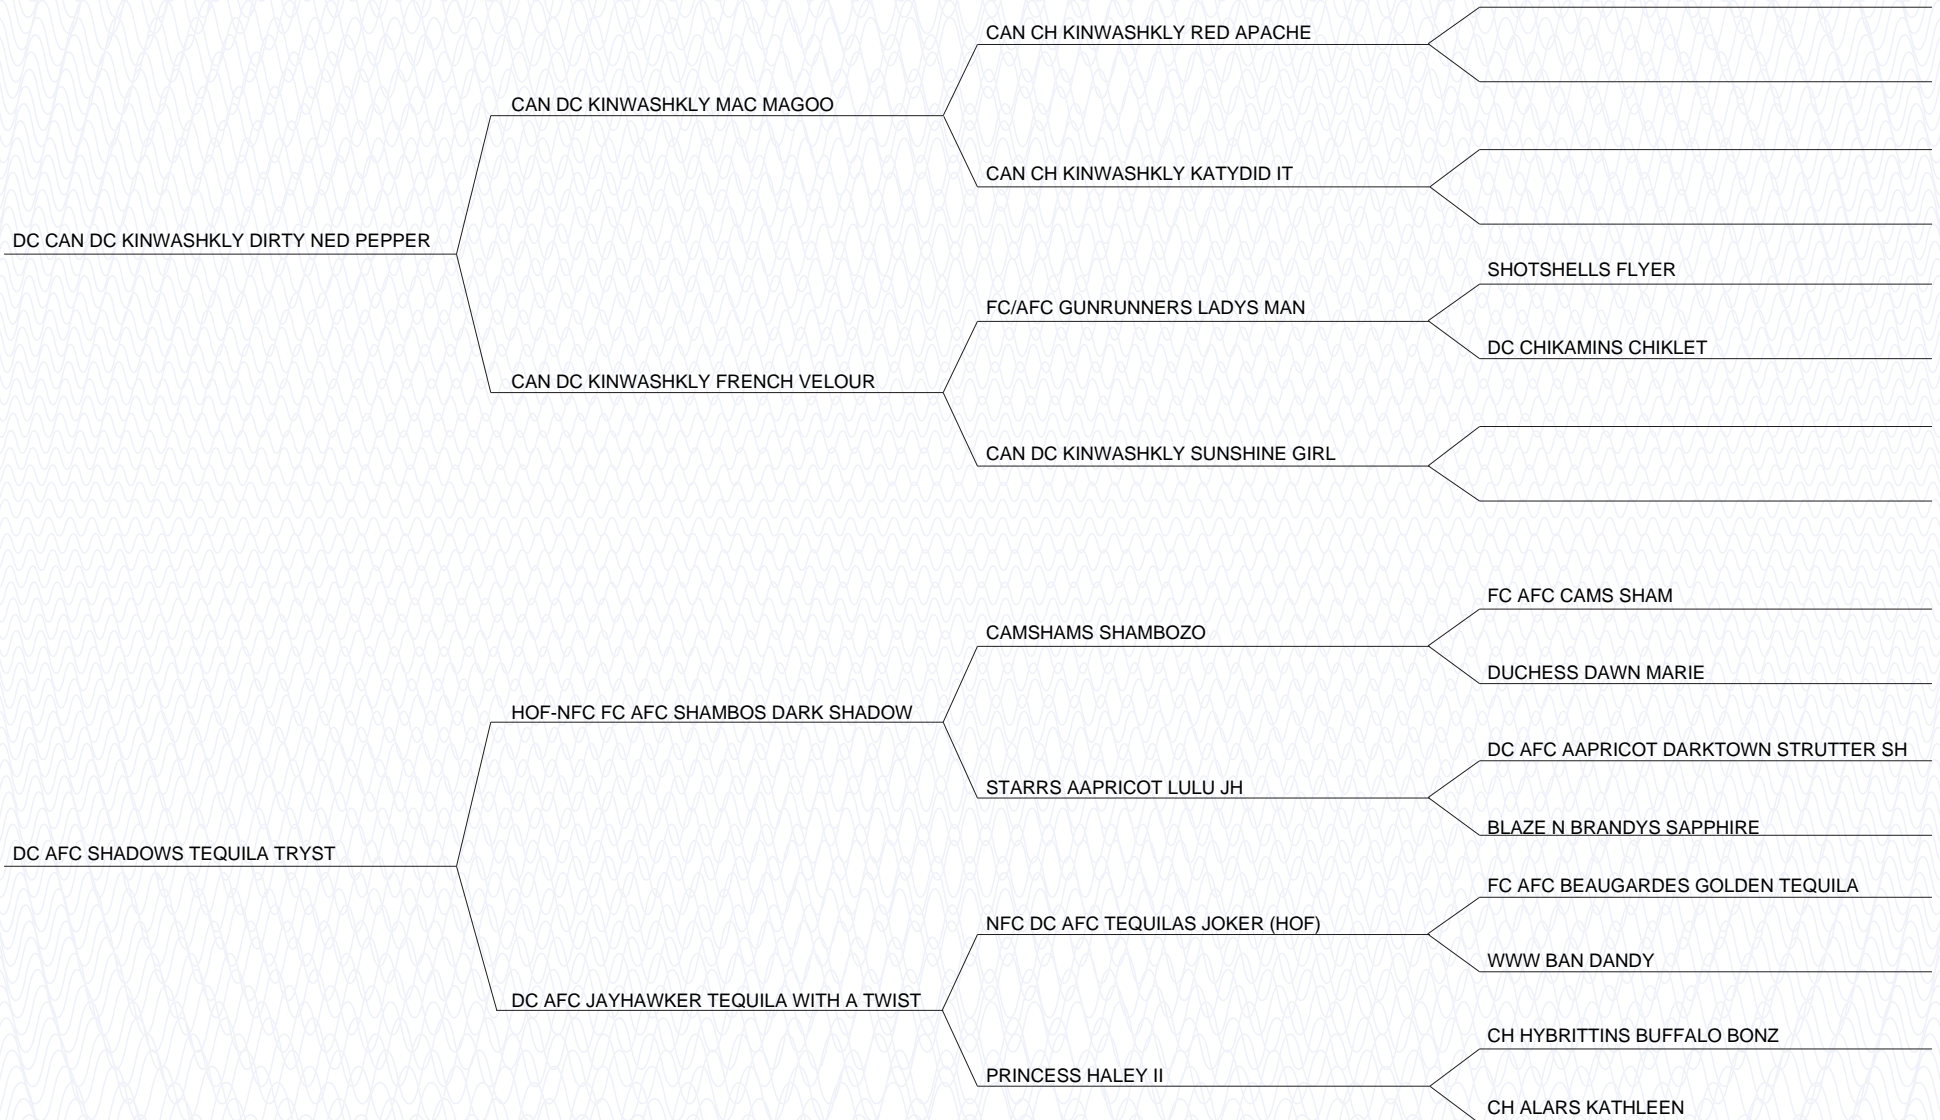 CAN CH KINWASHKLY RED APACHE
CAN DC KINWASHKLY MAC MAGOO
CAN CH KINWASHKLY KATYDID IT
DC CAN DC KINWASHKLY DIRTY NED PEPPER
SHOTSHELLS FLYER
FC/AFC GUNRUNNERS LADYS MAN
DC CHIKAMINS CHIKLET
CAN DC KINWASHKLY FRENCH VELOUR
CAN DC KINWASHKLY SUNSHINE GIRL
FC AFC CAMS SHAM
CAMSHAMS SHAMBOZO
DUCHESS DAWN MARIE
HOF-NFC FC AFC SHAMBOS DARK SHADOW
DC AFC AAPRICOT DARKTOWN STRUTTER SH
STARRS AAPRICOT LULU JH
BLAZE N BRANDYS SAPPHIRE
DC AFC SHADOWS TEQUILA TRYST
FC AFC BEAUGARDES GOLDEN TEQUILA
NFC DC AFC TEQUILAS JOKER (HOF)
WWW BAN DANDY
DC AFC JAYHAWKER TEQUILA WITH A TWIST
CH HYBRITTINS BUFFALO BONZ
PRINCESS HALEY II
CH ALARS KATHLEEN